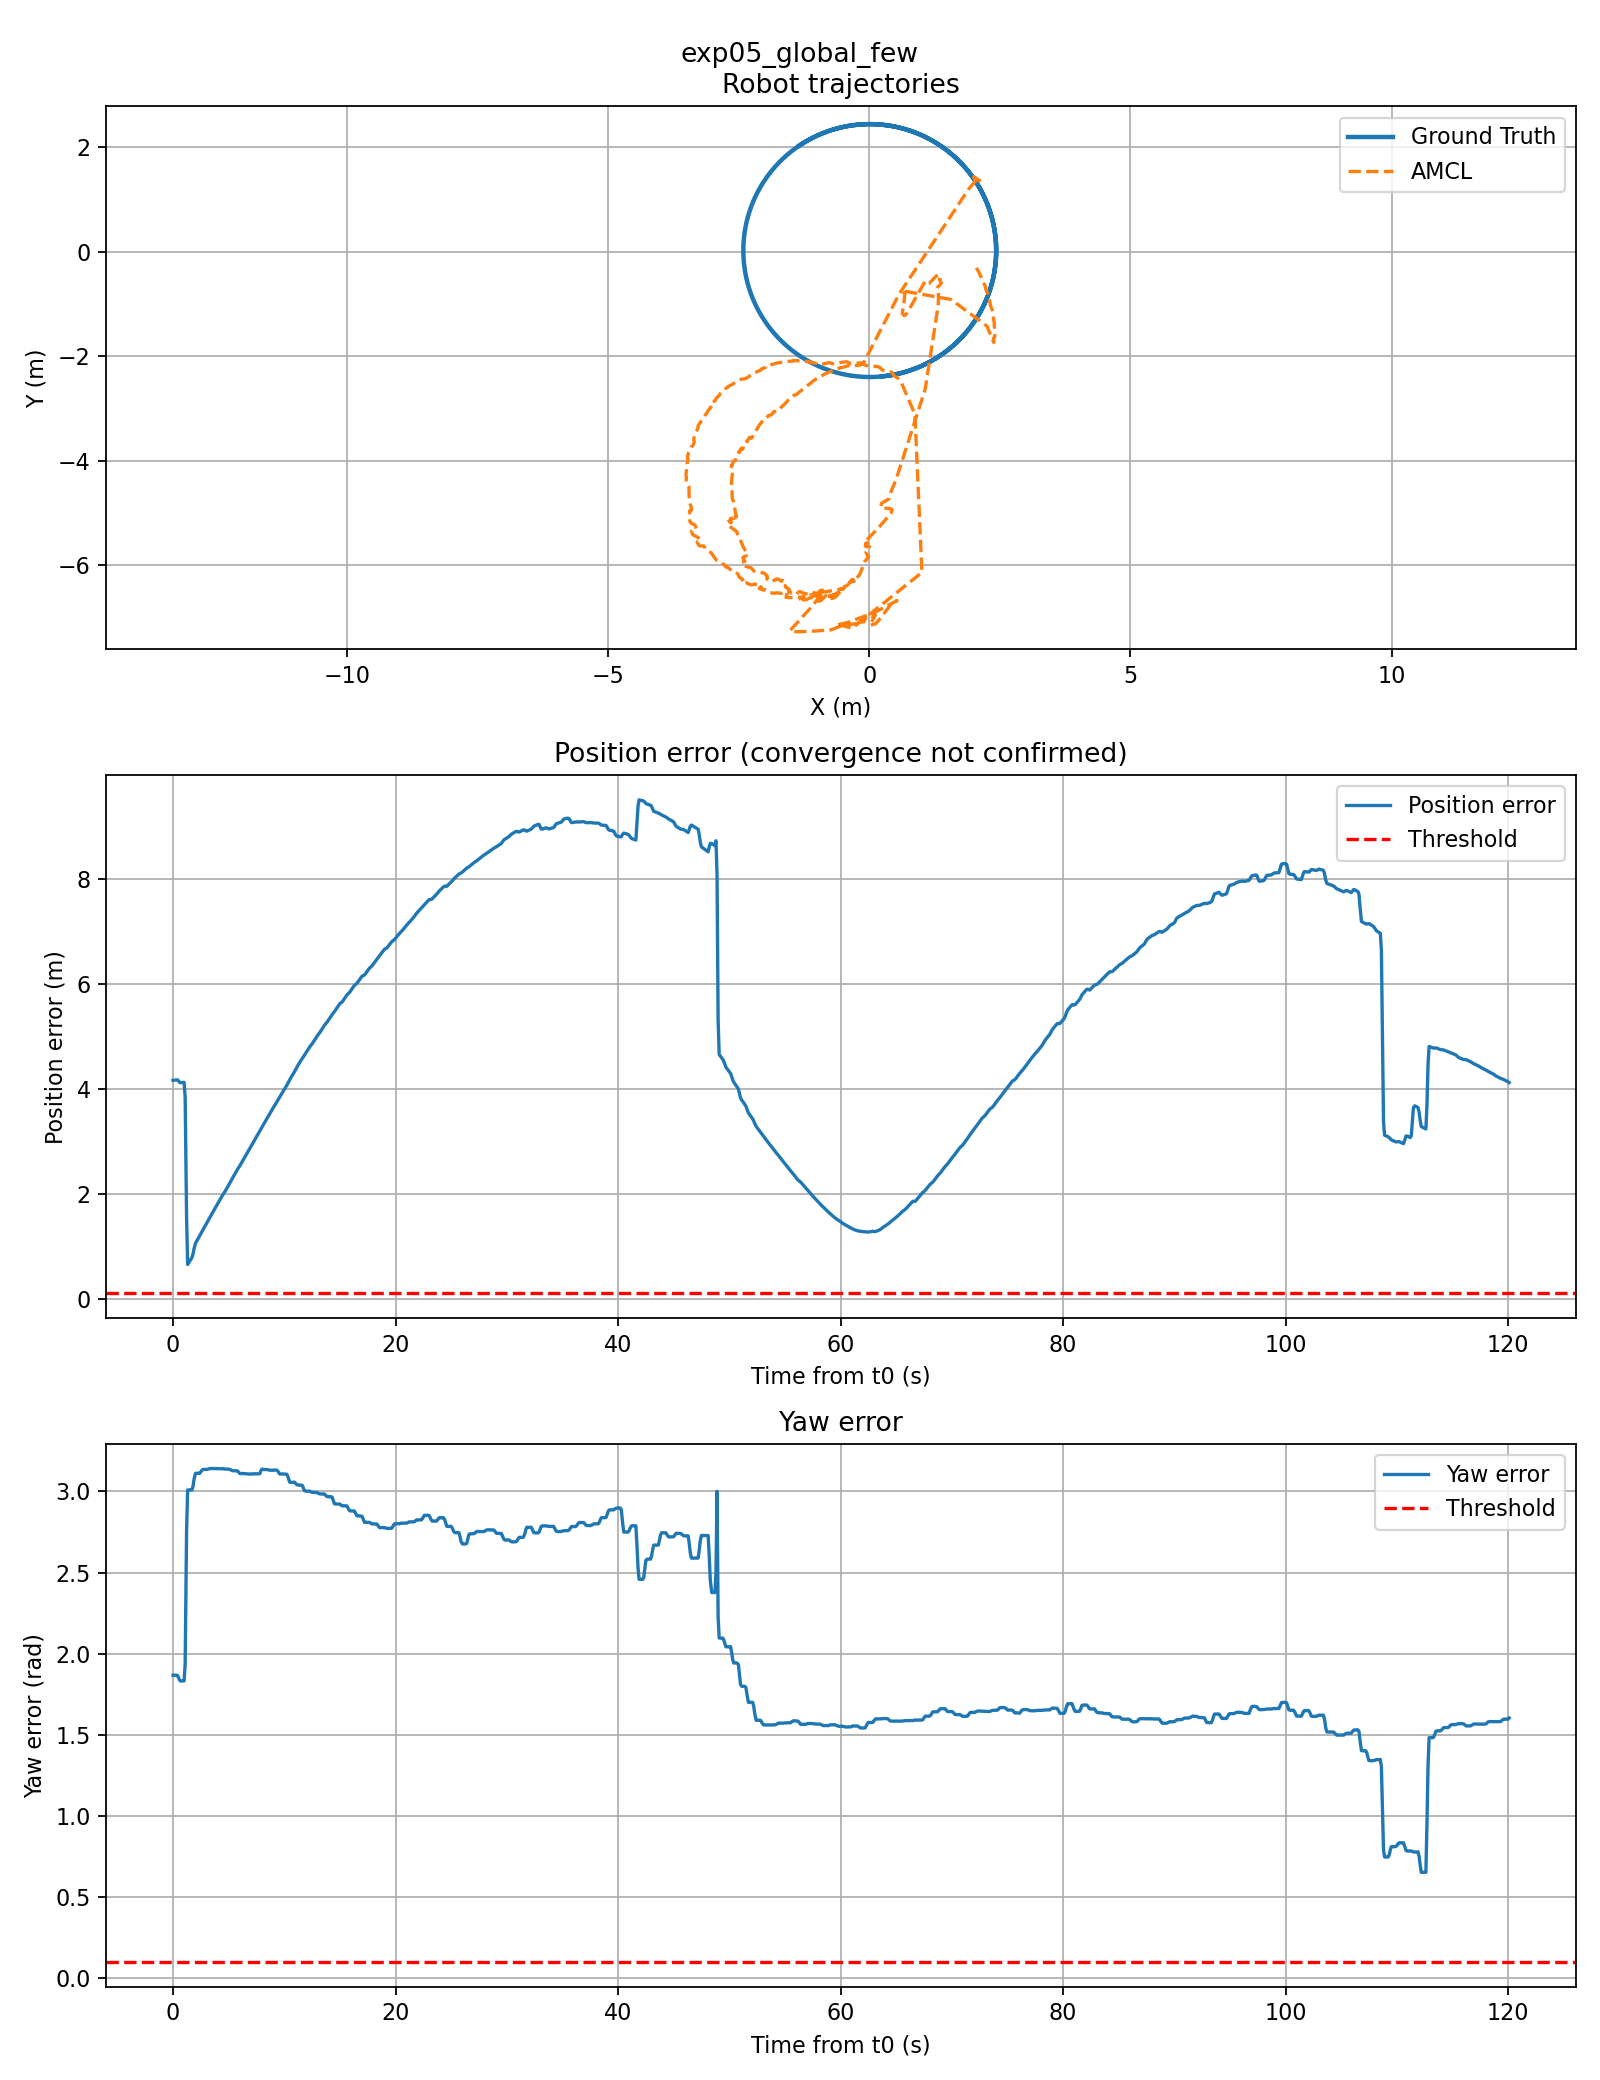 exp05_global_few
Robot trajectories
Ground Truth
AMCL
2
0
−2
−4
−6
Y (m)
−10
−5
0
5
10
X (m)
Position error (convergence not confirmed)
Position error
Threshold
8
6
4
2
0
Position error (m)
0
20
40
60
80
100
120
Time from t0 (s)
Yaw error
Yaw error
Threshold
3.0
2.5
2.0
1.5
1.0
0.5
0.0
Yaw error (rad)
0
20
40
60
80
100
120
Time from t0 (s)